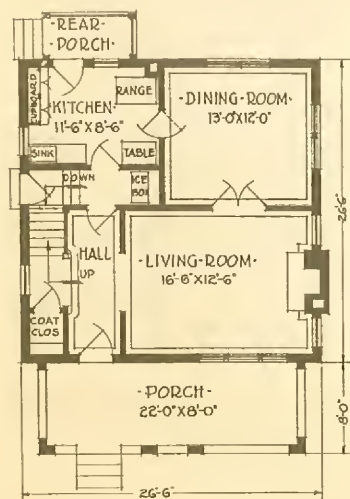 ·REAR·
PORCH·
CUPBOARD
RANGE
·KITCHEN·
11'-6"X8'-6"
·DINING-ROOM·
13'-0"X12'-0"
SINK
TABLE
DOWN
ICE
BOX
26'-6"
HALL
UP
·LIVING-ROOM·
16'-6"X12'-6"
COAT
CLOS
·PORCH·
22'-0"X8'-0"
8'-0"
26'-6"